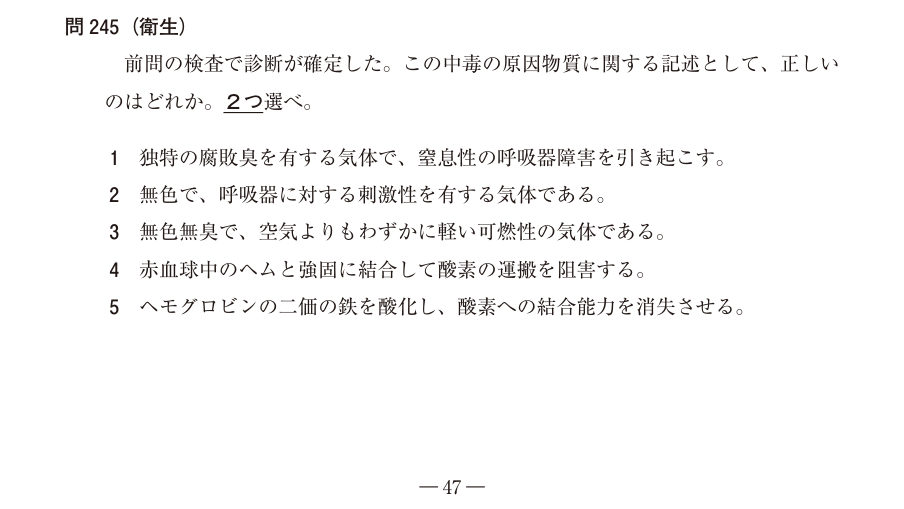 問 245（衛生）
前問の検査で診断が確定した。この中毒の原因物質に関する記述として、正しい
のはどれか。２つ選べ。
1 独特の腐敗臭を有する気体で、窒息性の呼吸器障害を引き起こす。
2 無色で、呼吸器に対する刺激性を有する気体である。
3 無色無臭で、空気よりもわずかに軽い可燃性の気体である。
4 赤血球中のヘムと強固に結合して酸素の運搬を阻害する。
5 ヘモグロビンの二価の鉄を酸化し、酸素への結合能力を消失させる。
— 47 —